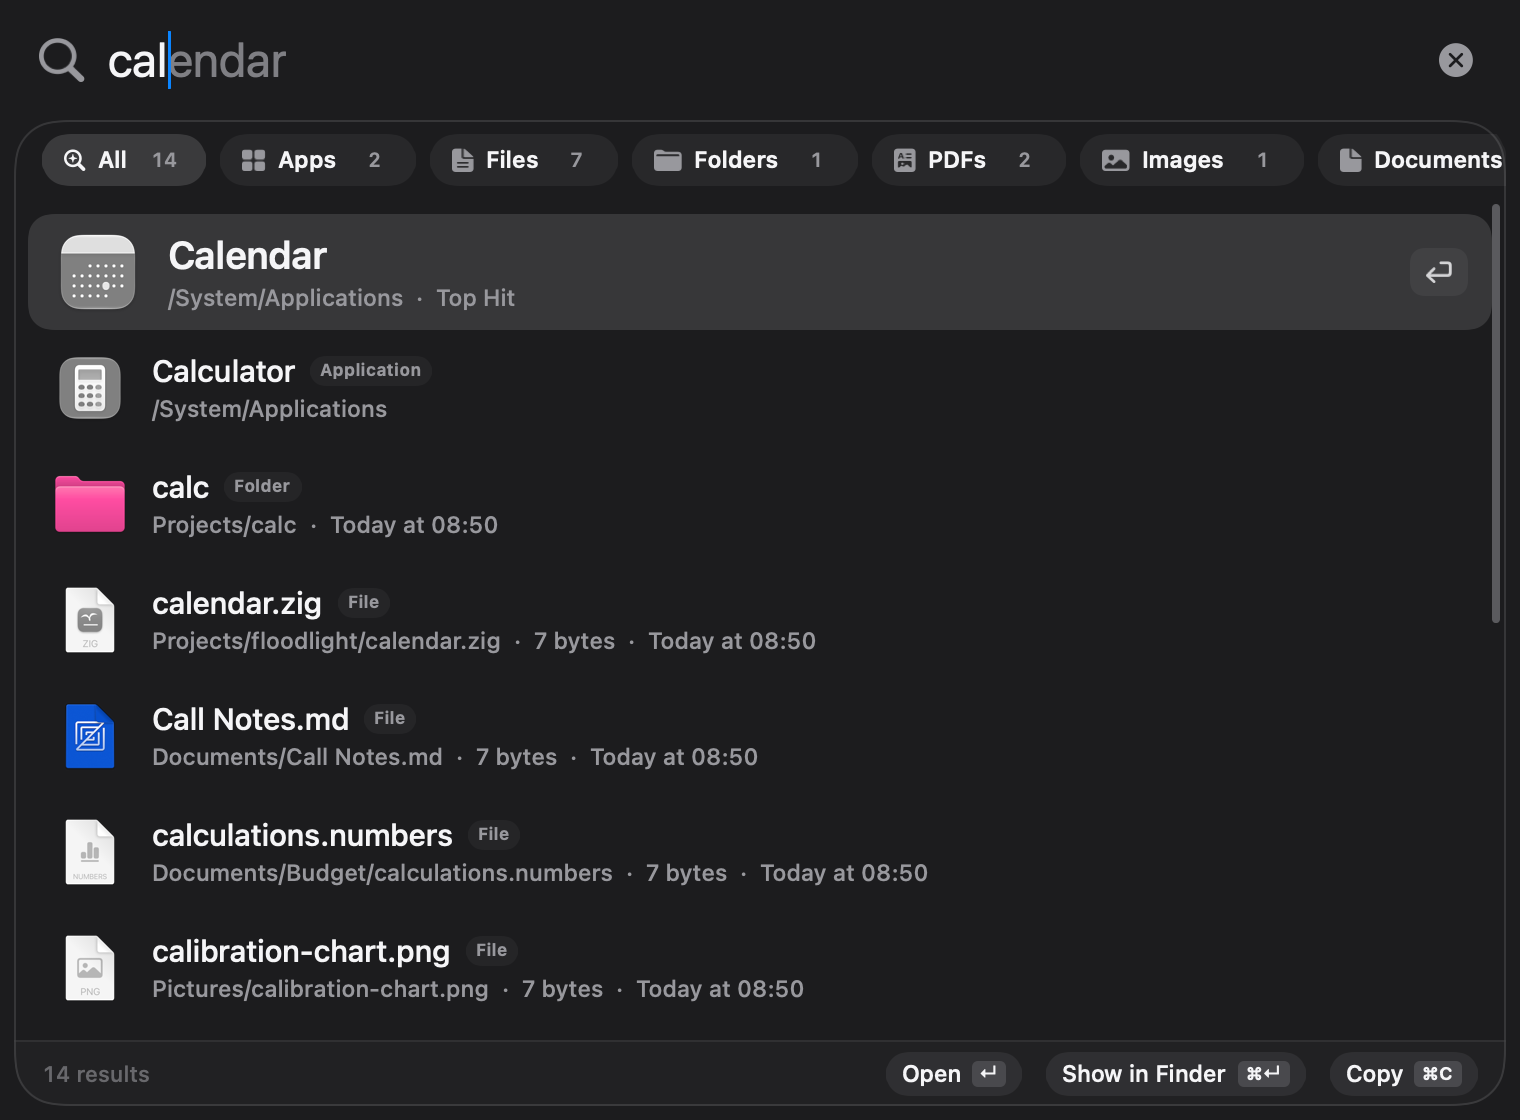 calendar
All 14 Apps 2 Files 7 Folders 1 PDFs 2 Images 1 Documents
Calendar
/System/Applications · Top Hit
Calculator Application
/System/Applications
calc Folder
Projects/calc · Today at 08:50
calendar.zig File
Projects/floodlight/calendar.zig · 7 bytes · Today at 08:50
ZIG
Call Notes.md File
Documents/Call Notes.md · 7 bytes · Today at 08:50
calculations.numbers File
Documents/Budget/calculations.numbers · 7 bytes · Today at 08:50
NUMBERS
calibration-chart.png File
Pictures/calibration-chart.png · 7 bytes · Today at 08:50
PNG
14 results Open ↵ Show in Finder ⌘↵ Copy ⌘C